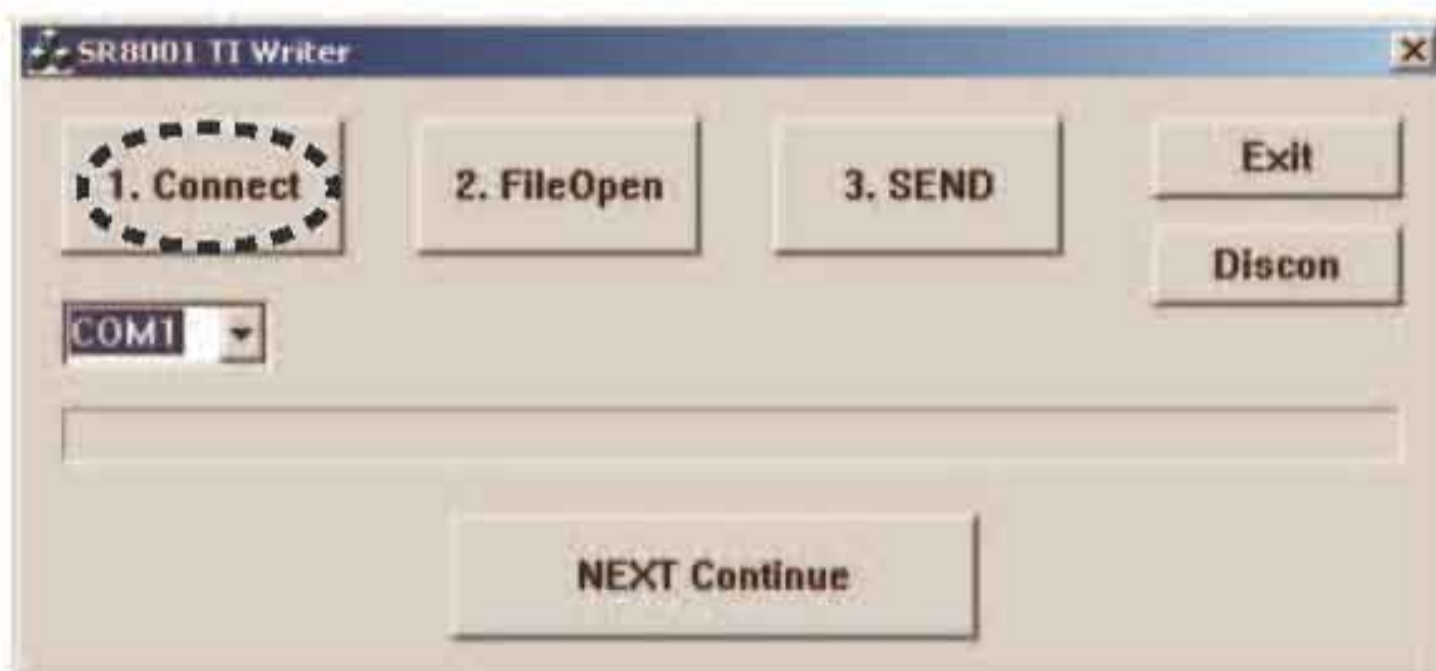 SR8001 TI Writer
1. Connect
2. FileOpen
3. SEND
Exit
Discon
COM1
NEXT Continue